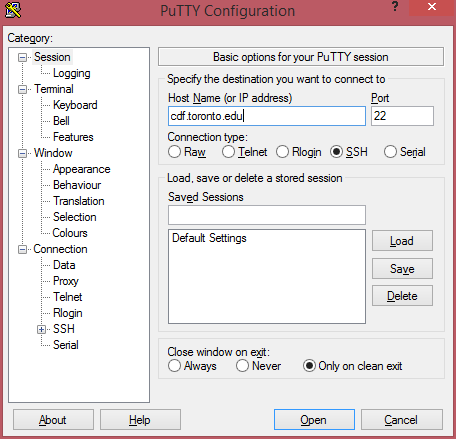 PuTTY Configuration
?
Category:
Session
Logging
Terminal
Keyboard
Bell
Features
Window
Appearance
Behaviour
Translation
Selection
Colours
Connection
Data
Proxy
Telnet
Rlogin
SSH
Serial
Basic options for your PuTTY session
Specify the destination you want to connect to
Host Name (or IP address) Port
cdf.toronto.edu 22
Connection type:
Raw Telnet Rlogin SSH Serial
Load, save or delete a stored session
Saved Sessions
Default Settings
Load
Save
Delete
Close window on exit:
Always Never Only on clean exit
About Help Open Cancel